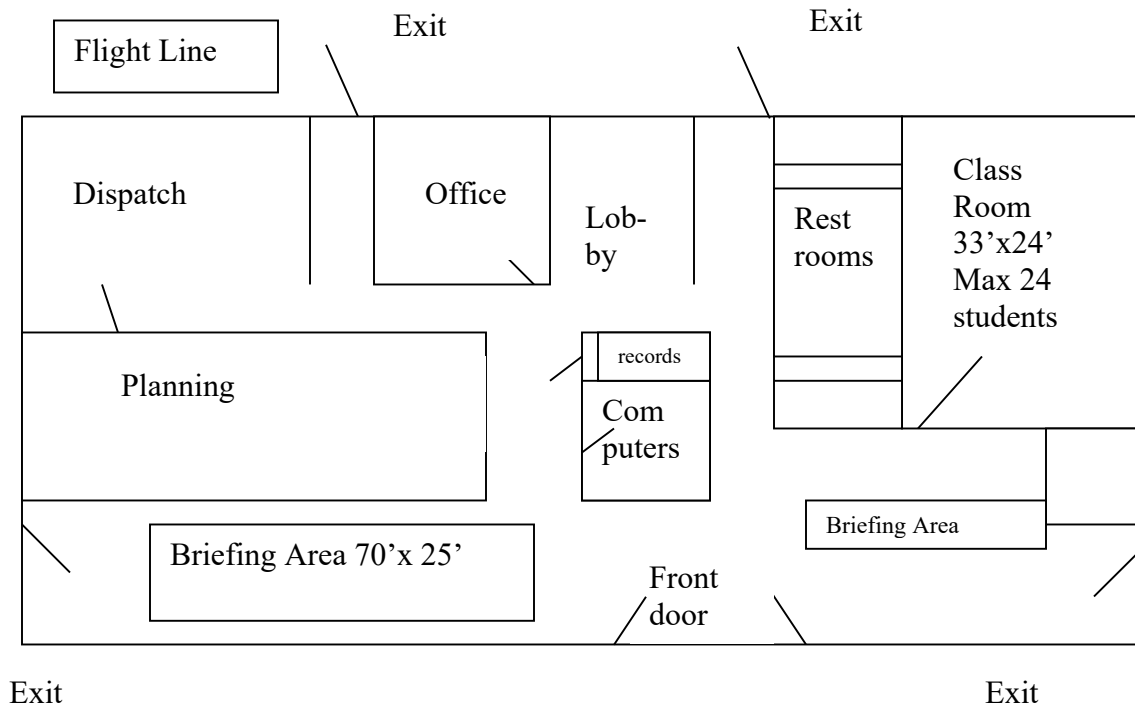 Exit
Exit
Flight Line
Dispatch
Office
Lob-
by
Rest
rooms
Class
Room
33’x24’
Max 24
students
records
Planning
Com
puters
Briefing Area
Briefing Area 70’x 25’
Front
door
Exit
Exit